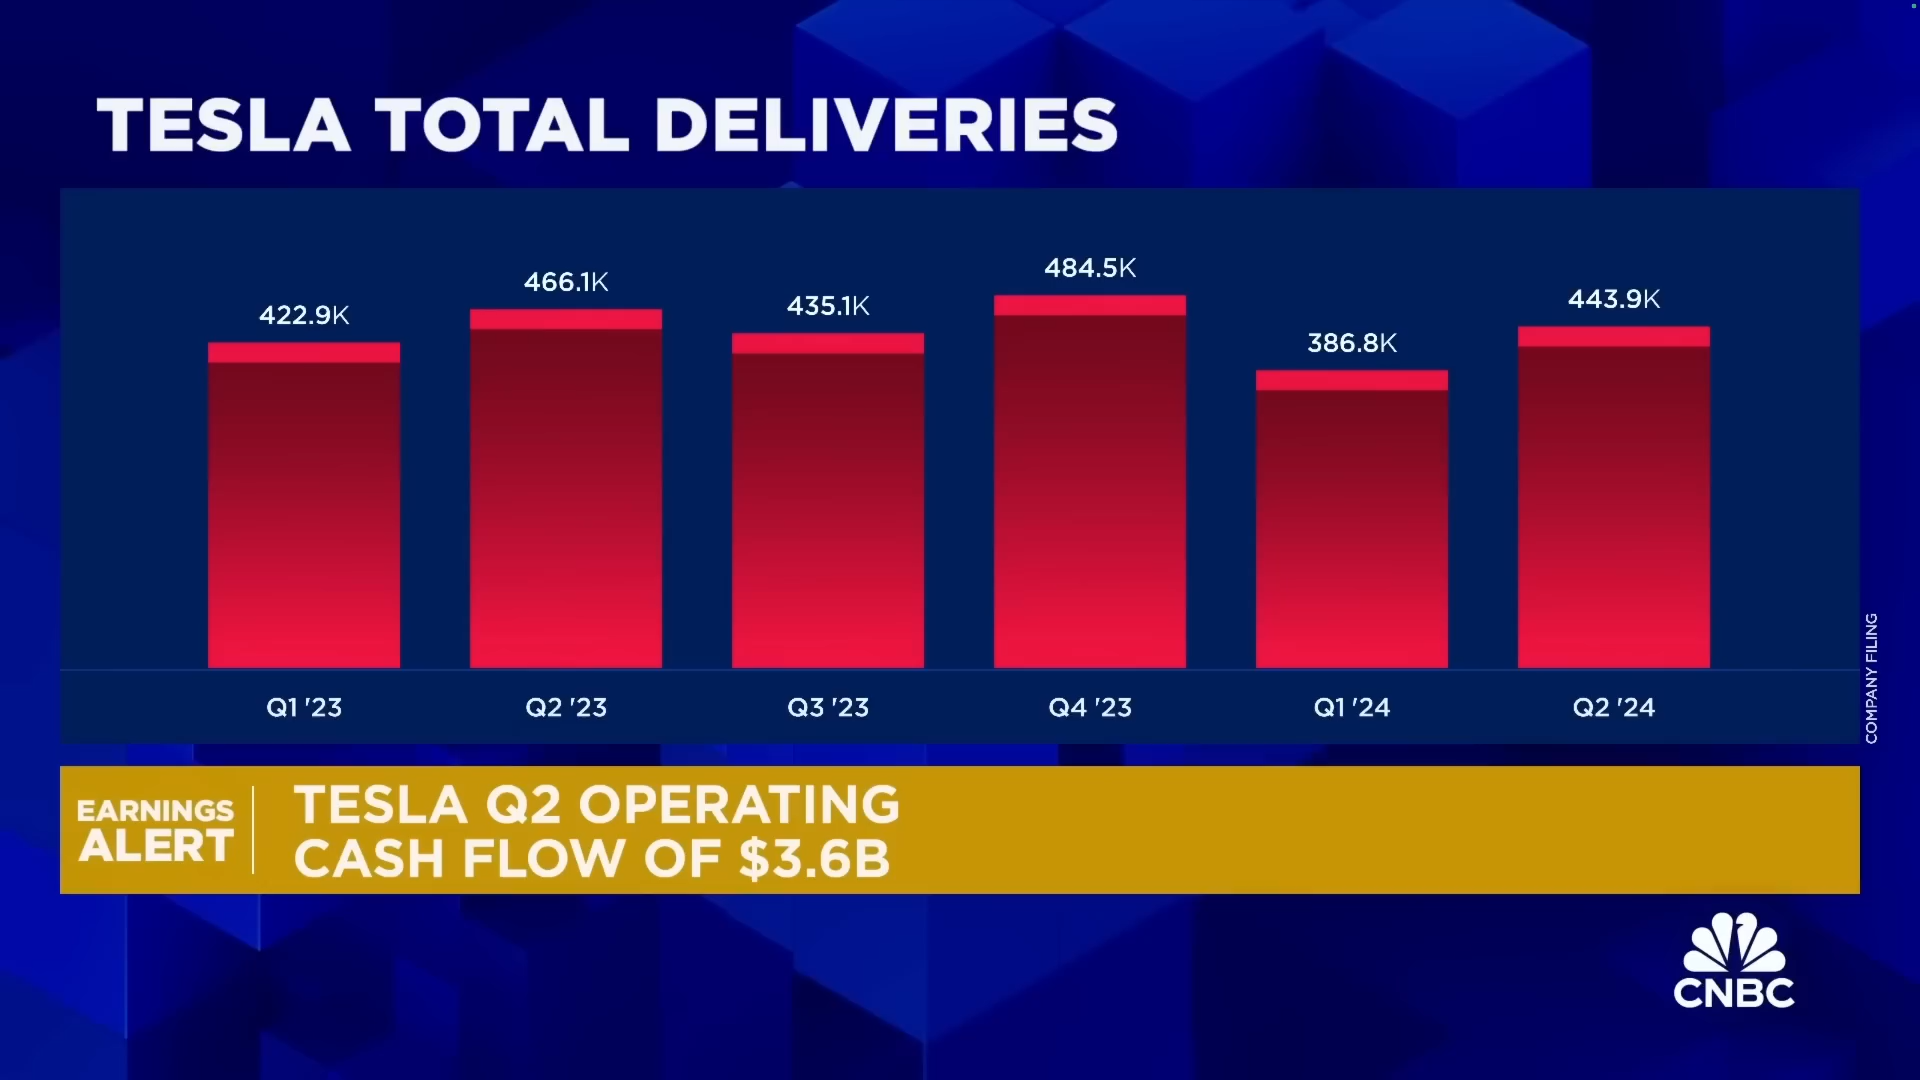 TESLA TOTAL DELIVERIES
422.9K
466.1K
435.1K
484.5K
386.8K
443.9K
Q1 '23
Q2 '23
Q3 '23
Q4 '23
Q1 '24
Q2 '24
COMPANY FILING
EARNINGS
ALERT
TESLA Q2 OPERATING
CASH FLOW OF $3.6B
CNBC